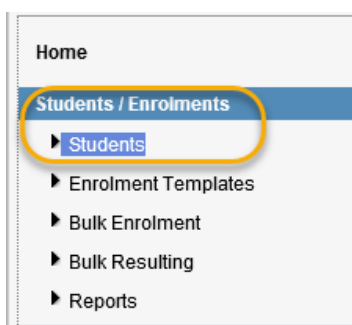 Home
Students / Enrolments
Students
Enrolment Templates
Bulk Enrolment
Bulk Resulting
Reports